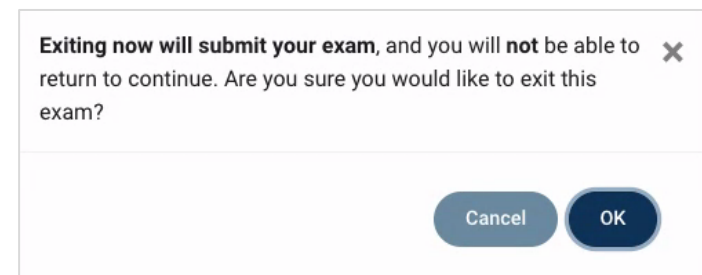 Exiting now will submit your exam, and you will not be able to
return to continue. Are you sure you would like to exit this
exam?
Cancel
OK